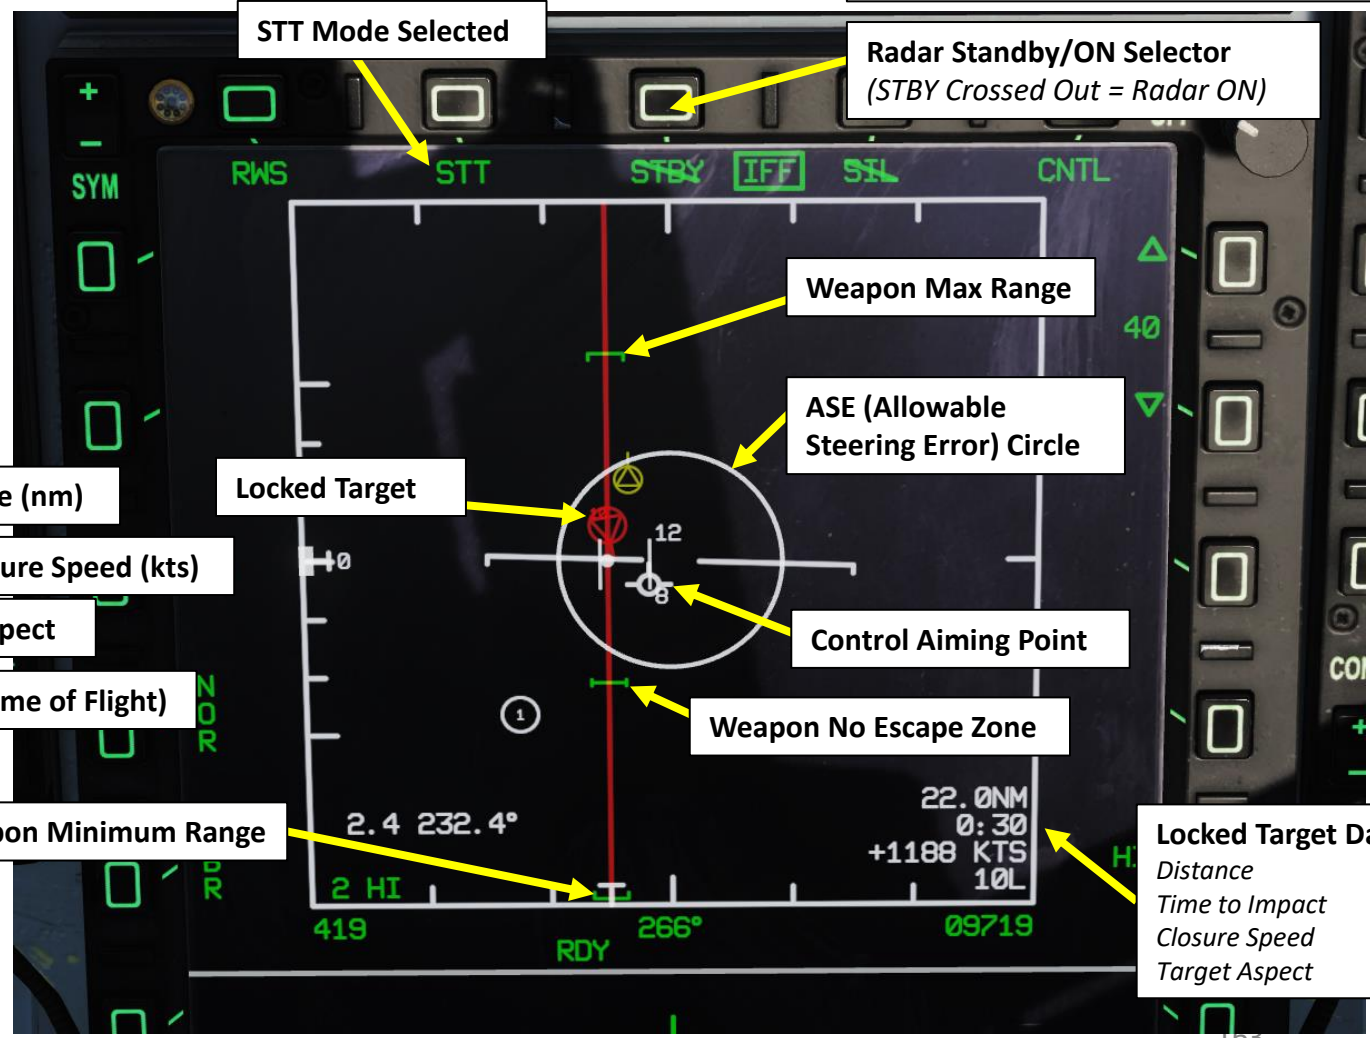 STT Mode Selected
Radar Standby/ON Selector
(STBY Crossed Out = Radar ON)
SYM
RWS
STT
STBY
IFF
SIL
CNTL
Weapon Max Range
40
ASE (Allowable
Steering Error) Circle
Locked Target
e (nm)
12
ure Speed (kts)
0
8
pect
Control Aiming Point
me of Flight)
NOR
1
Weapon No Escape Zone
CO
22.0NM
2.4 232.4°
0:30
+1188 KTS
10L
on Minimum Range
Locked Target Da
Distance
Time to Impact
Closure Speed
Target Aspect
H
BR
2 HI
419
266°
09719
RDY